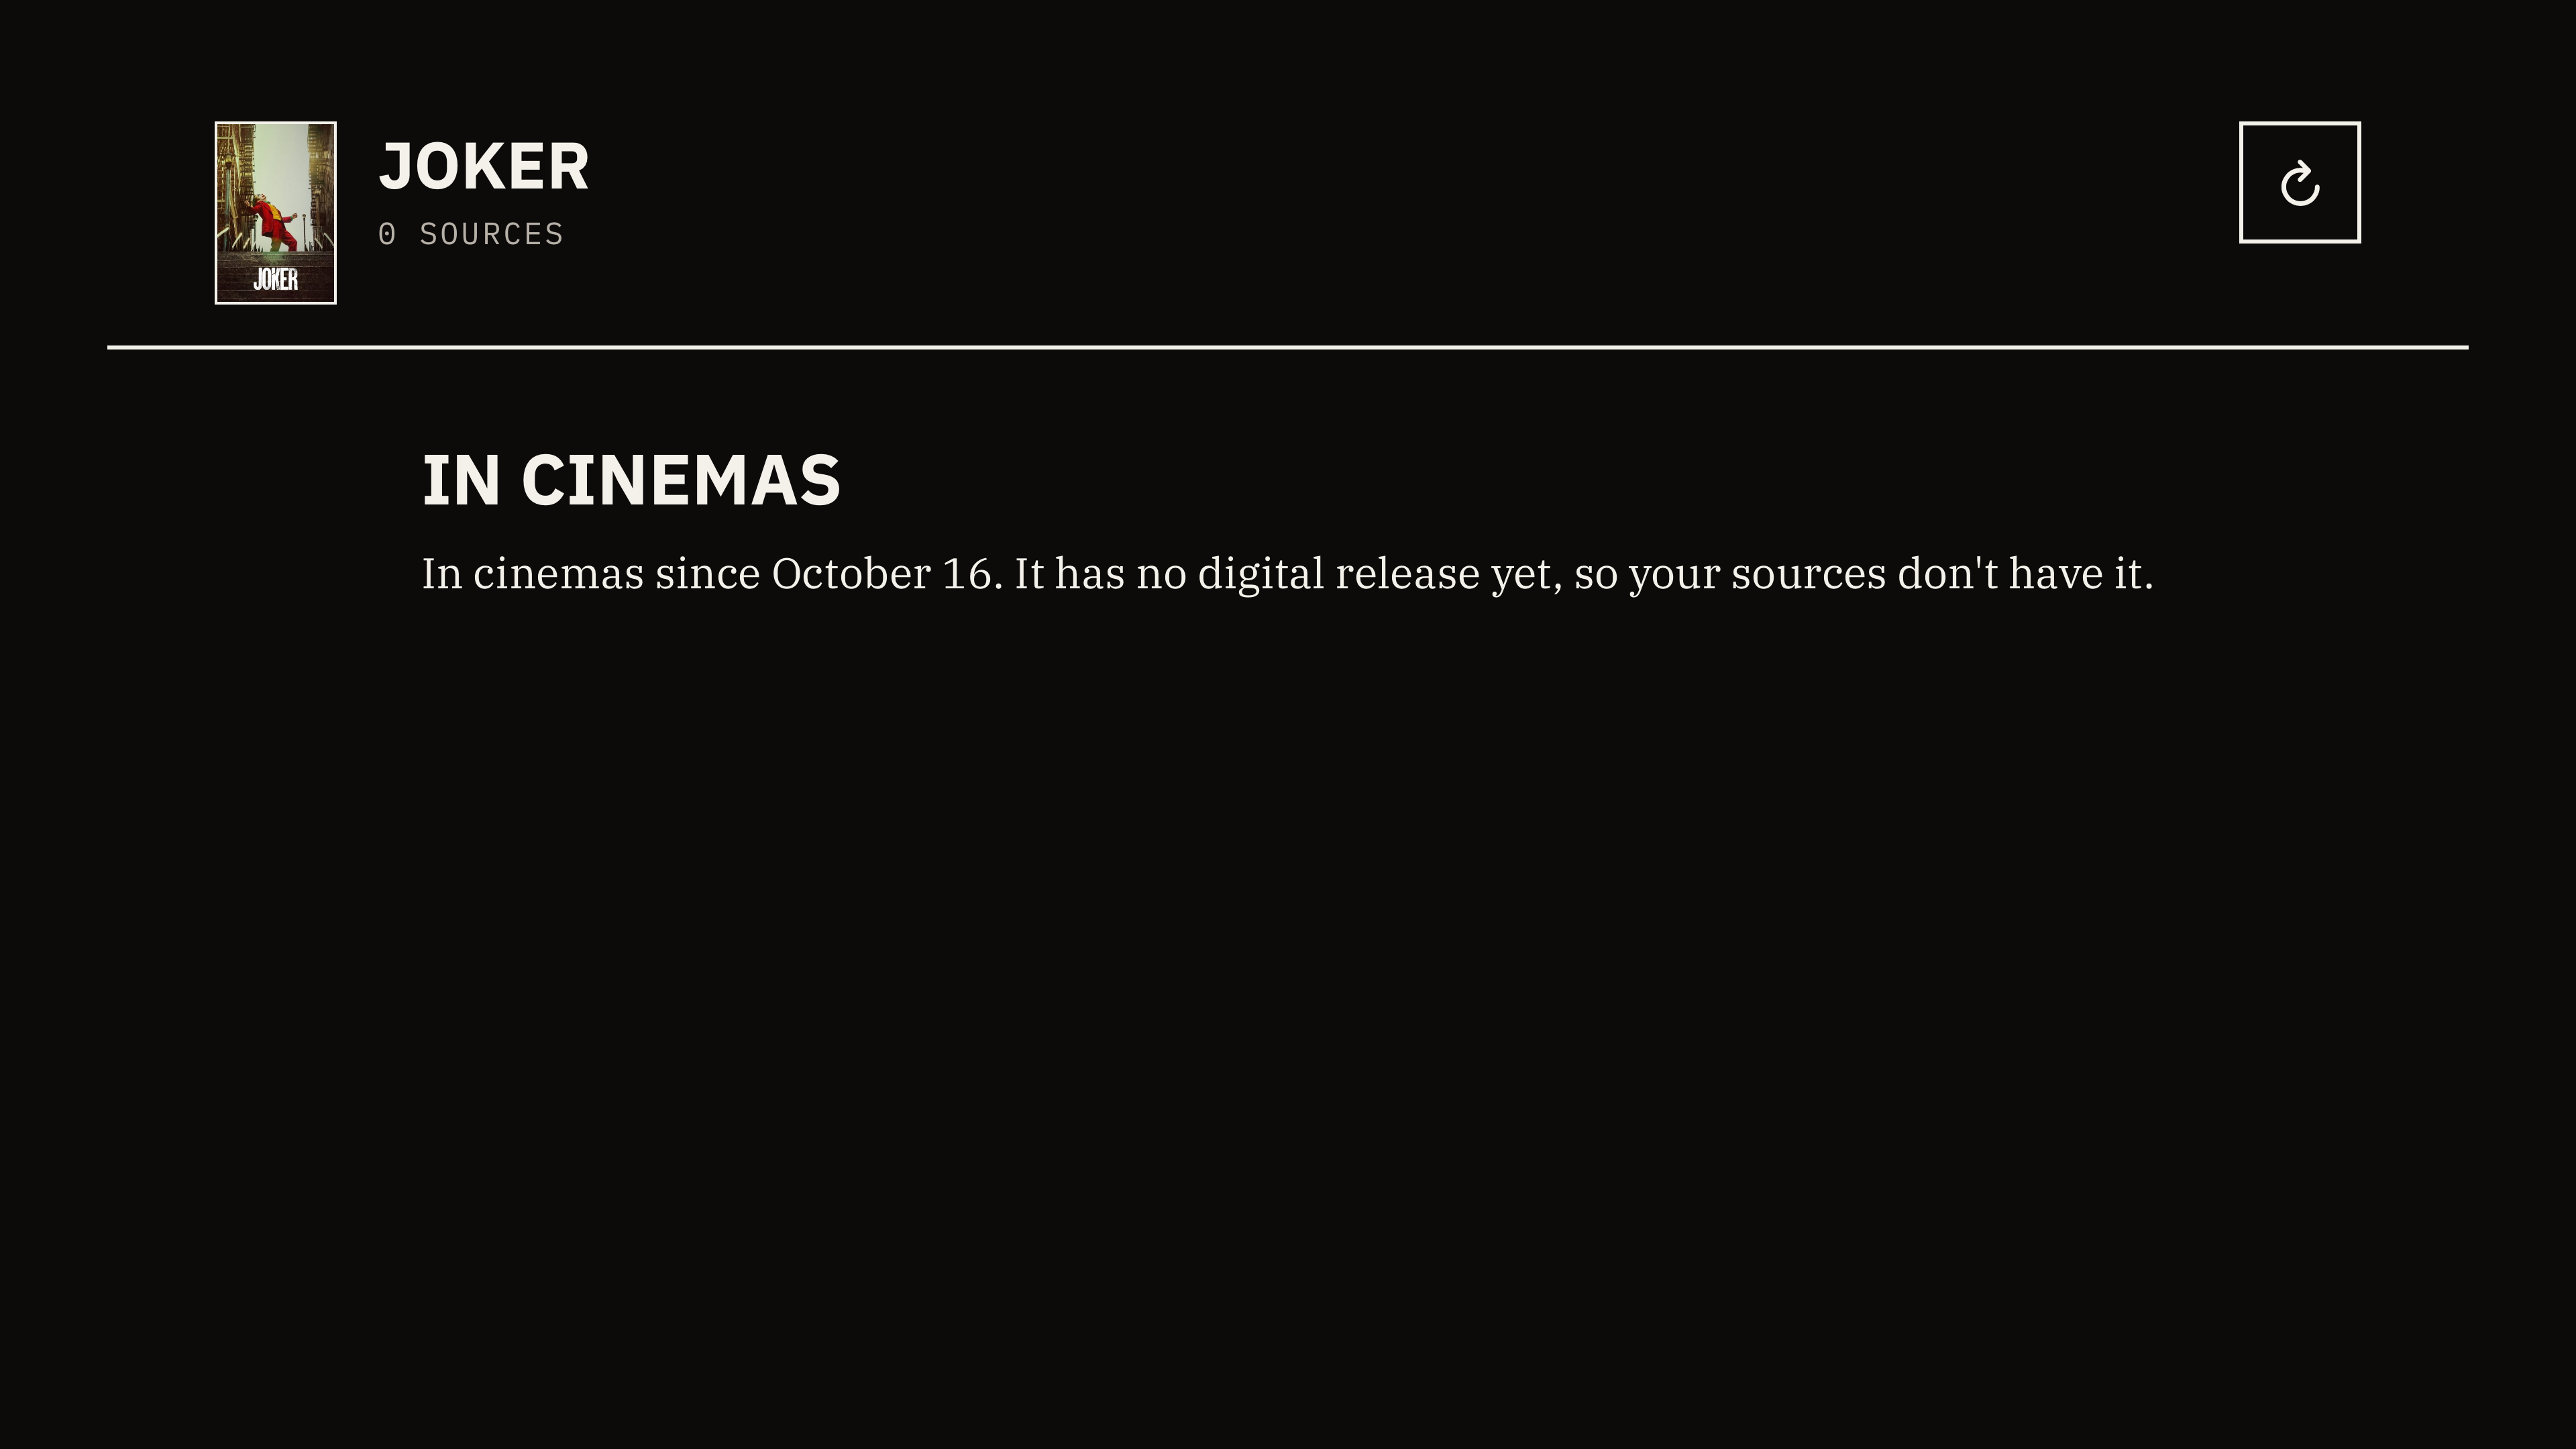 JOKER
0 SOURCES
JOKER
IN CINEMAS
In cinemas since October 16. It has no digital release yet, so your sources don't have it.